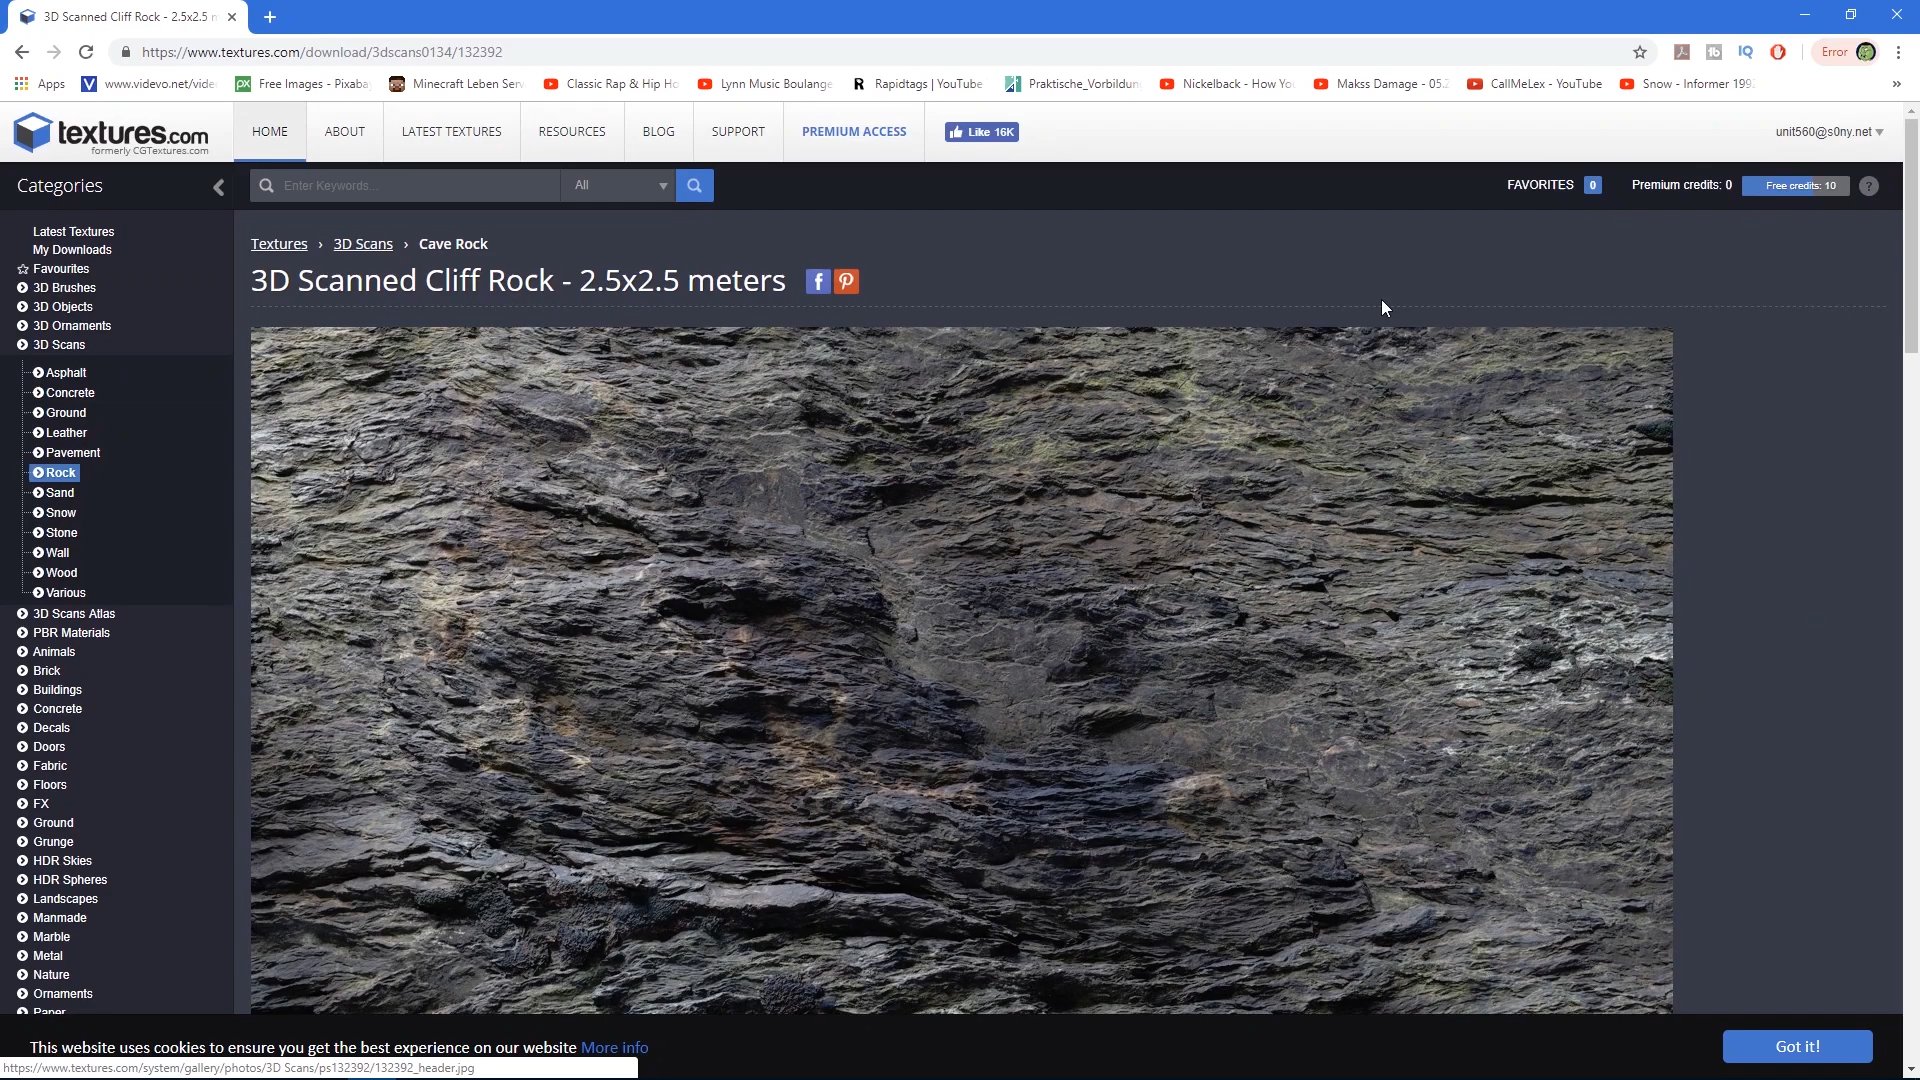 3D Scanned Cliff Rock - 2.5x2.5 m
https://www.textures.com/download/3dscans0134/132392
Error
Apps
www.videvo.net/vide
Free Images - Pixaba
Minecraft Leben Serv
Classic Rap & Hip Ho
Lynn Music Boulange
Rapidtags | YouTube
Praktische_Vorbildun
Nickelback - How Yo
Makss Damage - 05.2
CallMeLex - YouTube
Snow - Informer 199
textures.com
formerly CGTextures.com
HOME
ABOUT
LATEST TEXTURES
RESOURCES
BLOG
SUPPORT
PREMIUM ACCESS
Like 16K
unit560@s0ny.net
Categories
Enter Keywords...
All
FAVORITES 0
Premium credits: 0
Free credits: 10
?
Latest Textures
My Downloads
Favourites
3D Brushes
3D Objects
3D Ornaments
3D Scans
Asphalt
Concrete
Ground
Leather
Pavement
Rock
Sand
Snow
Stone
Wall
Wood
Various
3D Scans Atlas
PBR Materials
Animals
Brick
Buildings
Concrete
Decals
Doors
Fabric
Floors
FX
Ground
Grunge
HDR Skies
HDR Spheres
Landscapes
Manmade
Marble
Metal
Nature
Ornaments
Paper
Textures › 3D Scans › Cave Rock
3D Scanned Cliff Rock - 2.5x2.5 meters
This website uses cookies to ensure you get the best experience on our website More info
Got it!
https://www.textures.com/system/gallery/photos/3D Scans/ps132392/132392_header.jpg